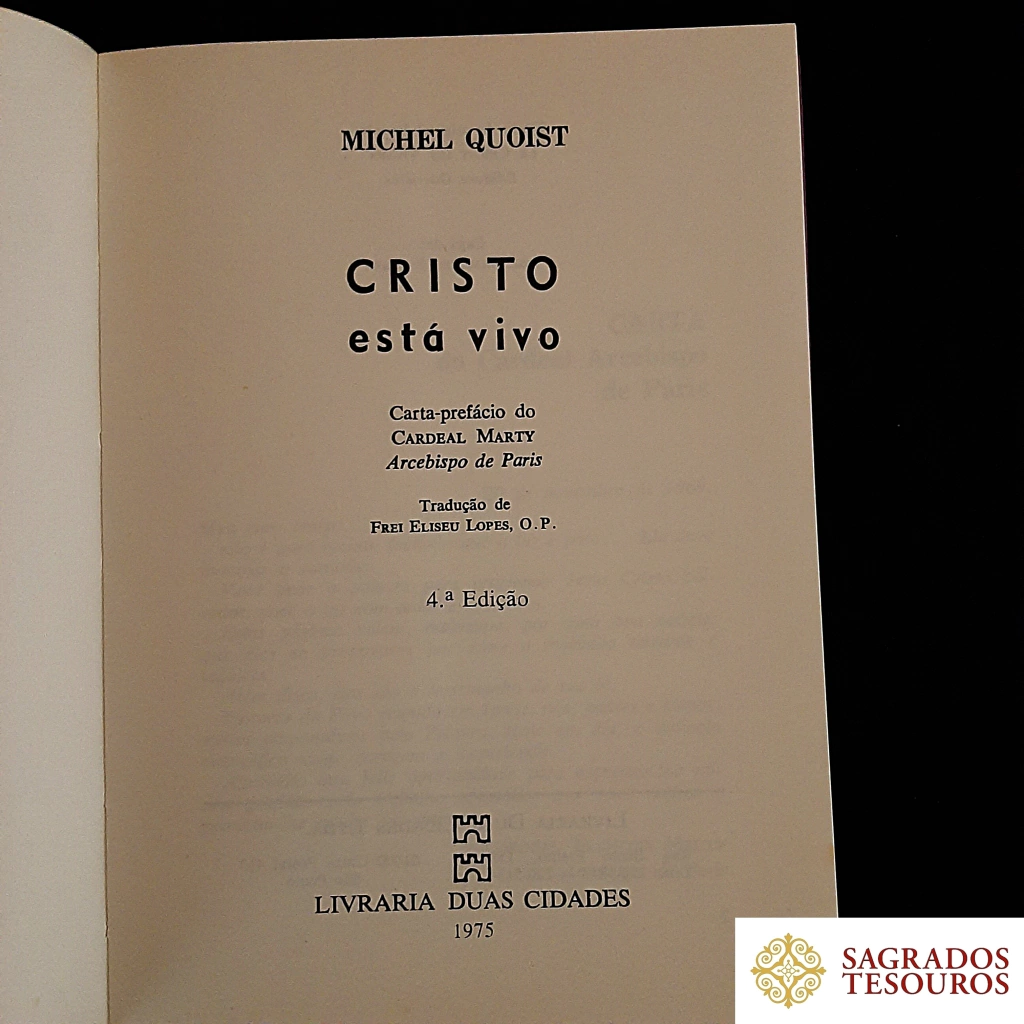 MICHEL QUOIST
CRISTO
está vivo
Carta-prefácio do
CARDEAL MARTY
Arcebispo de Paris
Tradução de
FREI ELISEU LOPES, O.P.
4.ª Edição
LIVRARIA DUAS CIDADES
1975
SAGRADOS
TESOUROS